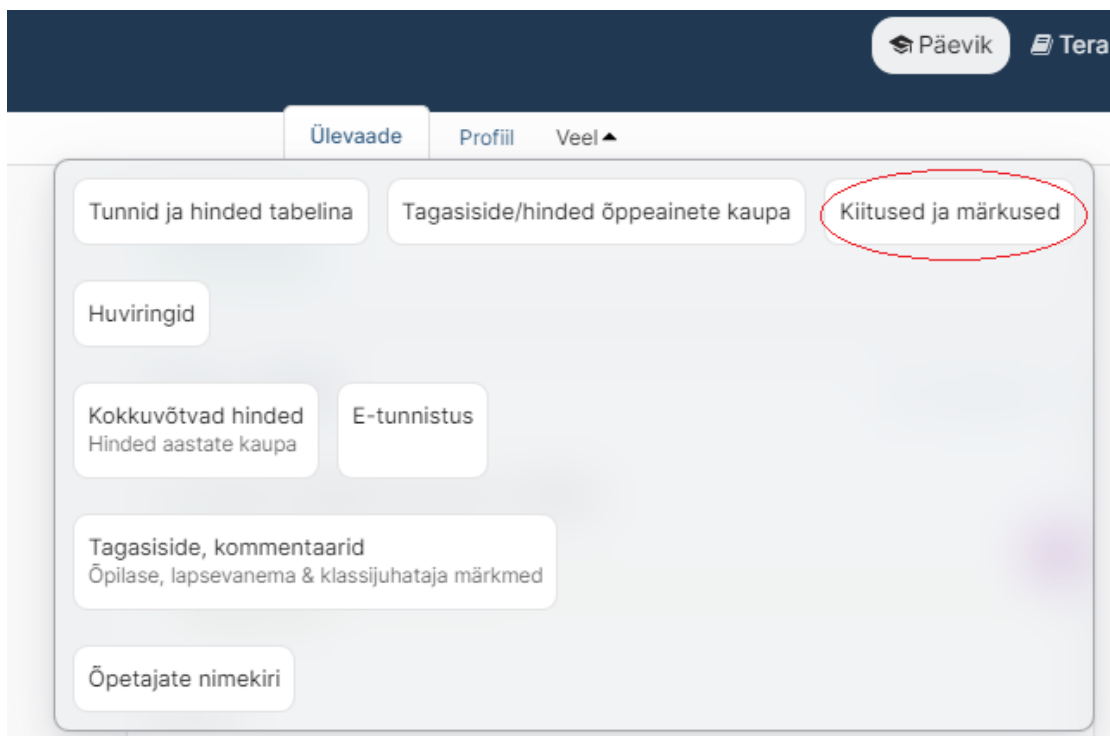 Päevik Tera
Ülevaade Profiil Veel
Tunnid ja hinded tabelina Tagasiside/hinded õppeainete kaupa Kiitused ja märkused
Huviringid
Kokkuvõtvad hinded E-tunnistus
Hinded aastate kaupa
Tagasiside, kommentaarid
Õpilase, lapsevanema & klassijuhataja märkmed
Õpetajate nimekiri